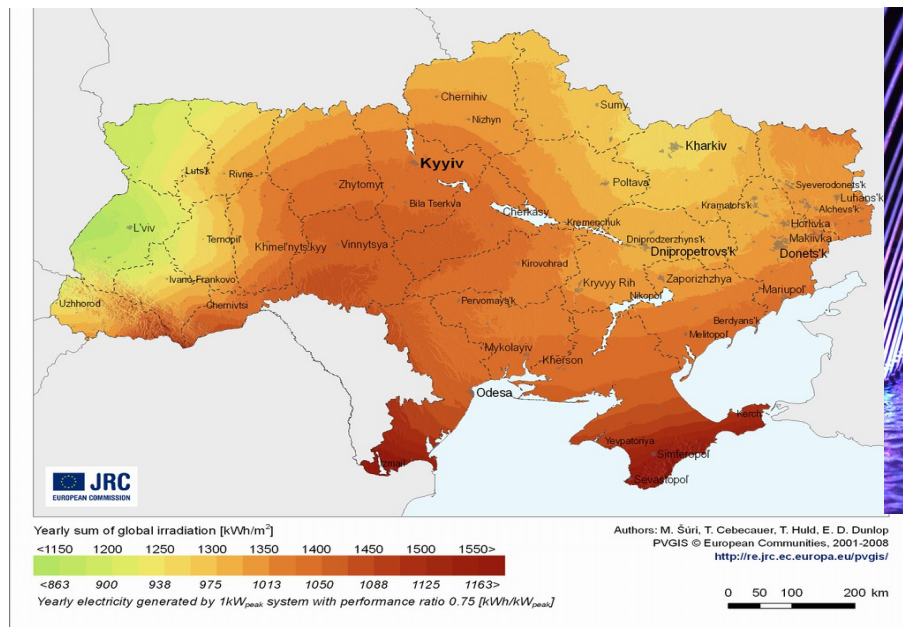 Chernihiv
Sumy
Nizhyn
Kharkiv
Kyyiv
Luts'k
Rivne
Zhytomyr
Poltava
Syeverodonets'k
Luhans'k
Bila Tserkva
Kramators'k
Alchevs'k
Cherkasy
L'viv
Kremenchuk
Horlivka
Ternopil'
Khmel'nyts'kyy
Vinnytsya
Dniprodzerzhyns'k
Makiivka
Dnipropetrovs'k
Donets'k
Kirovohrad
Ivano-Frankovo
Zaporizhzhya
Kryvyy Rih
Mariupol'
Uzhhorod
Chernivtsi
Nikopol'
Pervomays'k
Berdyans'k
Melitopol'
Mykolayiv
Kherson
Odesa
Kerch
Yevpatoriya
Izmail
Simferopol'
Sevastopol'
JRC
EUROPEAN COMMISSION
Yearly sum of global irradiation [kWh/m²]
<1150 1200 1250 1300 1350 1400 1450 1500 1550>
<863 900 938 975 1013 1050 1088 1125 1163>
Yearly electricity generated by 1kWpeak system with performance ratio 0.75 [kWh/kWpeak]
Authors: M. Šúri, T. Cebecauer, T. Huld, E. D. Dunlop
PVGIS © European Communities, 2001-2008
http://re.jrc.ec.europa.eu/pvgis/
0 50 100 200 km